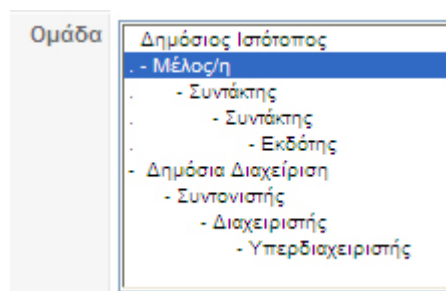 Ομάδα
Δημόσιος Ιστότοπος
. - Μέλος/η
. - Συντάκτης
. - Συντάκτης
. - Εκδότης
- Δημόσια Διαχείριση
- Συντονιστής
- Διαχειριστής
- Υπερδιαχειριστής